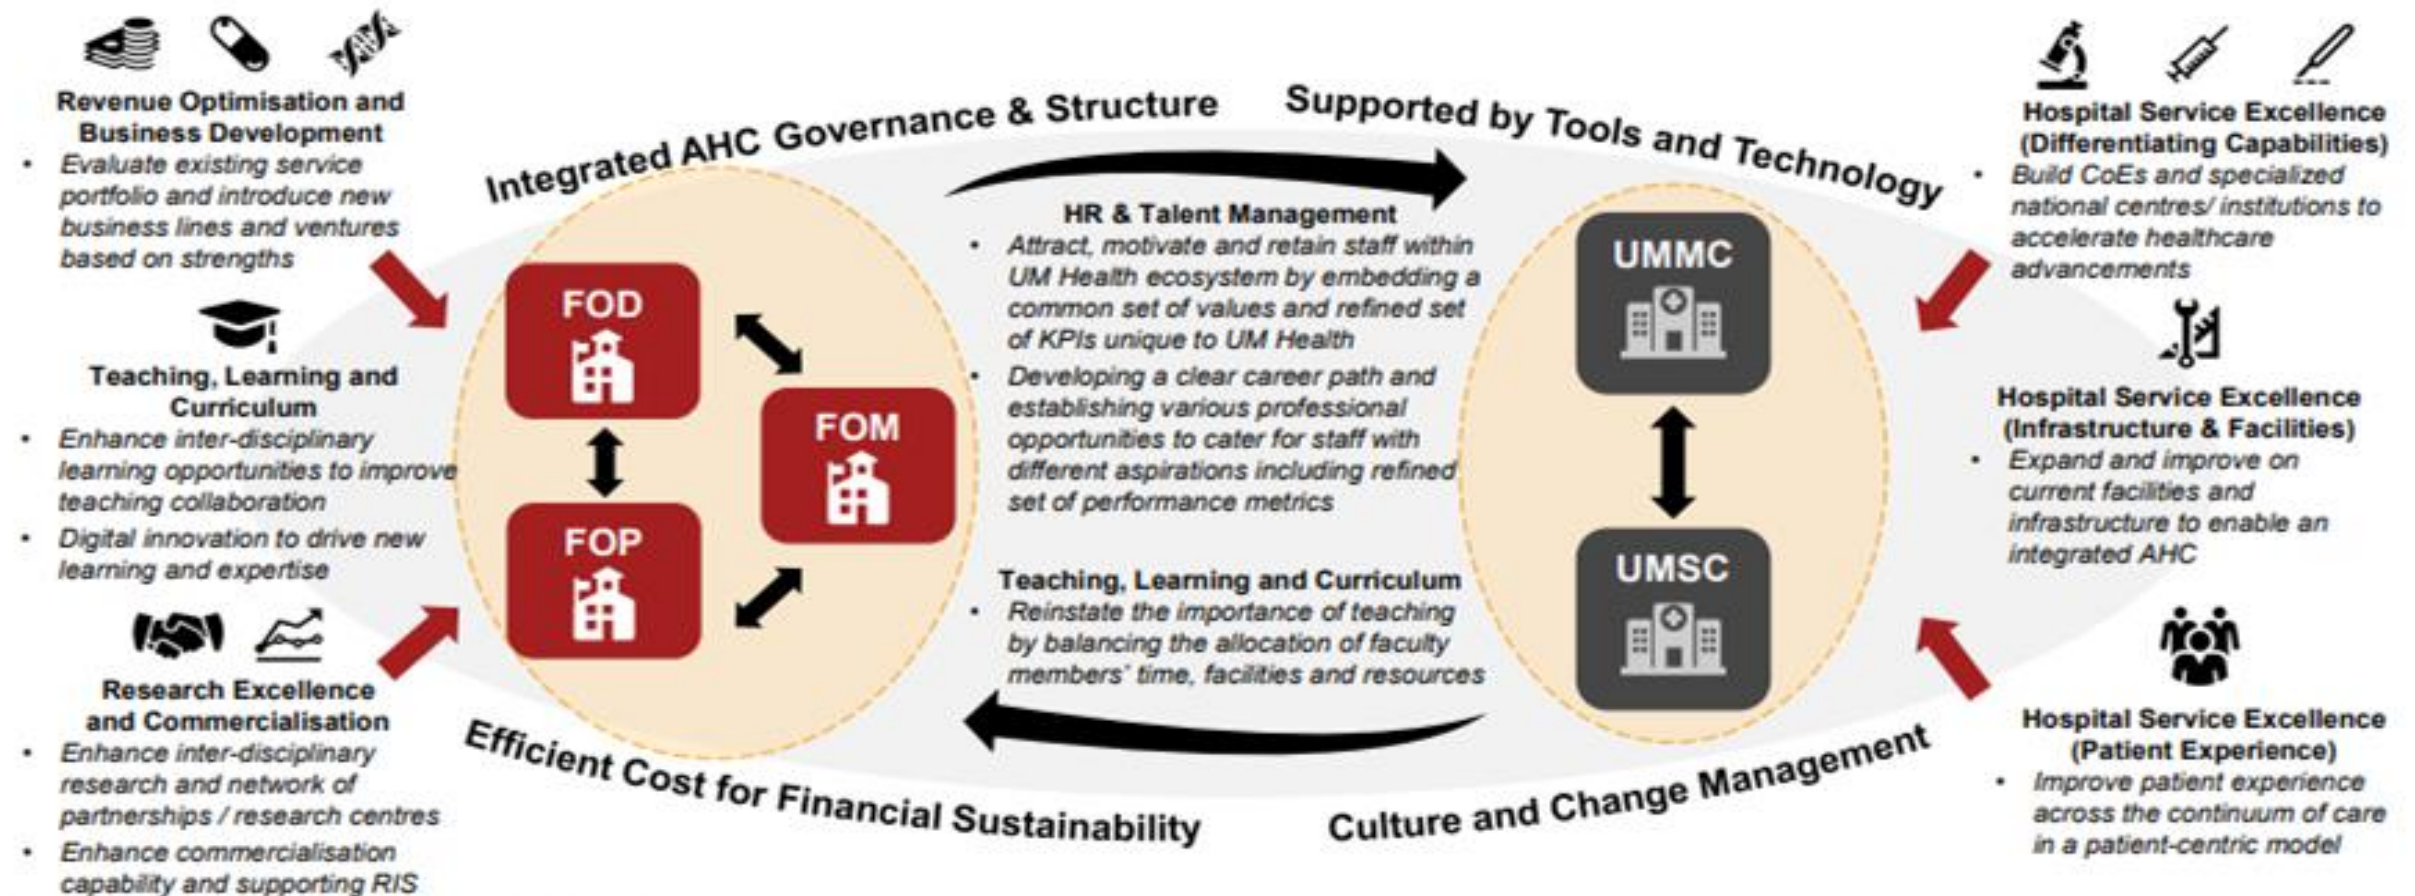 Revenue Optimisation and
Business Development
• Evaluate existing service
portfolio and introduce new
business lines and ventures
based on strengths
Teaching, Learning and
Curriculum
• Enhance inter-disciplinary
learning opportunities to improve
teaching collaboration
• Digital innovation to drive new
learning and expertise
Research Excellence
and Commercialisation
• Enhance inter-disciplinary
research and network of
partnerships / research centres
• Enhance commercialisation
capability and supporting RIS
Integrated AHC Governance & Structure
Supported by Tools and Technology
FOD
FOM
FOP
HR & Talent Management
• Attract, motivate and retain staff within
UM Health ecosystem by embedding a
common set of values and refined set
of KPIs unique to UM Health
• Developing a clear career path and
establishing various professional
opportunities to cater for staff with
different aspirations including refined
set of performance metrics
Teaching, Learning and Curriculum
• Reinstate the importance of teaching
by balancing the allocation of faculty
members' time, facilities and resources
UMMC
UMSC
Efficient Cost for Financial Sustainability
Culture and Change Management
Hospital Service Excellence
(Differentiating Capabilities)
• Build CoEs and specialized
national centres/ institutions to
accelerate healthcare
advancements
Hospital Service Excellence
(Infrastructure & Facilities)
• Expand and improve on
current facilities and
infrastructure to enable an
integrated AHC
Hospital Service Excellence
(Patient Experience)
• Improve patient experience
across the continuum of care
in a patient-centric model